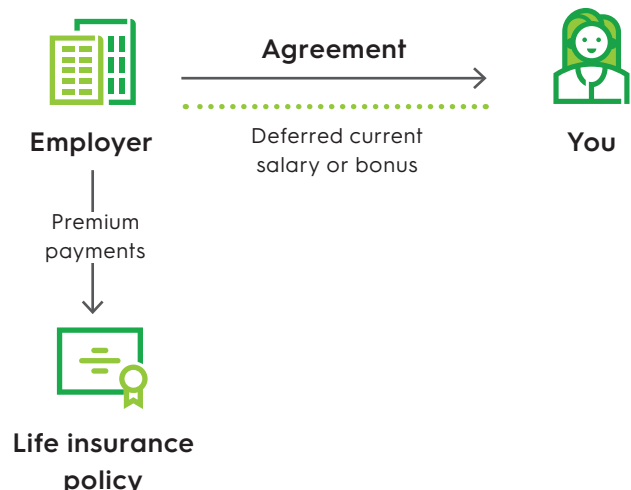 Agreement
Employer
Deferred current
salary or bonus
You
Premium
payments
Life insurance
policy